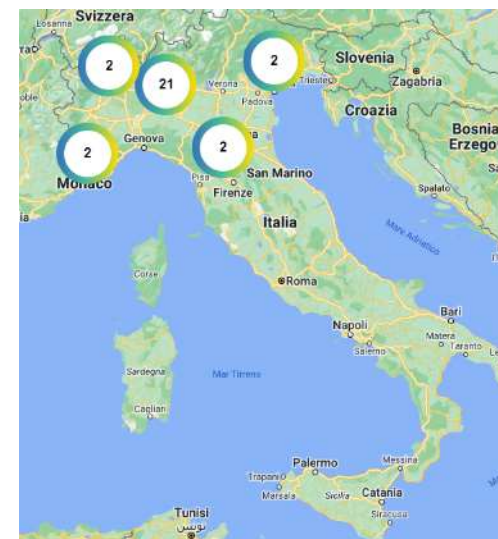 Svizzera
Losanna
2
21
2
Slovenia
Verona
Padova
Trieste
Zagabria
Croazia
Bosnia
Erzego
2
Genova
2
Monaco
Pisa
Firenze
San Marino
Spalato
Italia
Mare Adriatico
Corse
Roma
Bari
Napoli
Salerno
Matera
Taranto
Sardegna
Mar Tirreno
Cagliari
Messina
Palermo
Trapani
Marsala
Sicilia
Catania
Siracusa
Tunisi
تونس